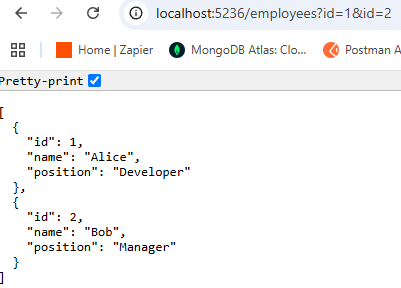 localhost:5236/employees?id=1&id=2
Home | Zapier MongoDB Atlas: Clo... Postman A
Pretty-print
[
  {
    "id": 1,
    "name": "Alice",
    "position": "Developer"
  },
  {
    "id": 2,
    "name": "Bob",
    "position": "Manager"
  }
]